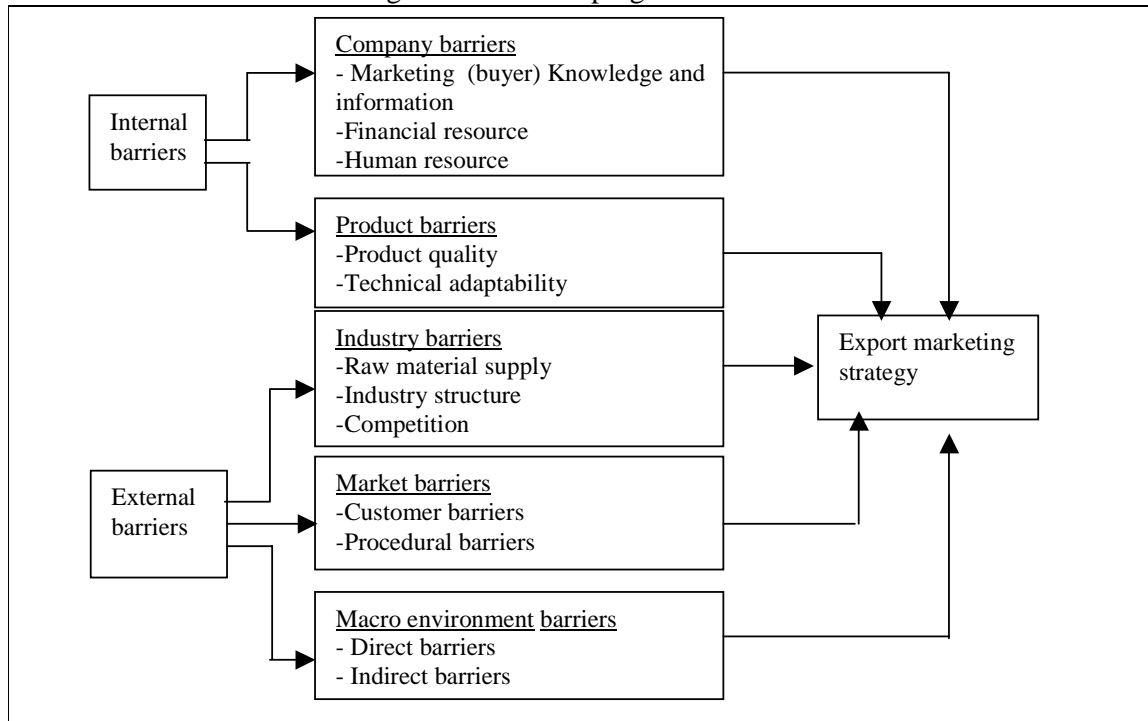 Company barriers
- Marketing (buyer) Knowledge and
information
-Financial resource
-Human resource
Internal
barriers
Product barriers
-Product quality
-Technical adaptability
Industry barriers
-Raw material supply
-Industry structure
-Competition
Export marketing
strategy
External
barriers
Market barriers
-Customer barriers
-Procedural barriers
Macro environment barriers
- Direct barriers
- Indirect barriers